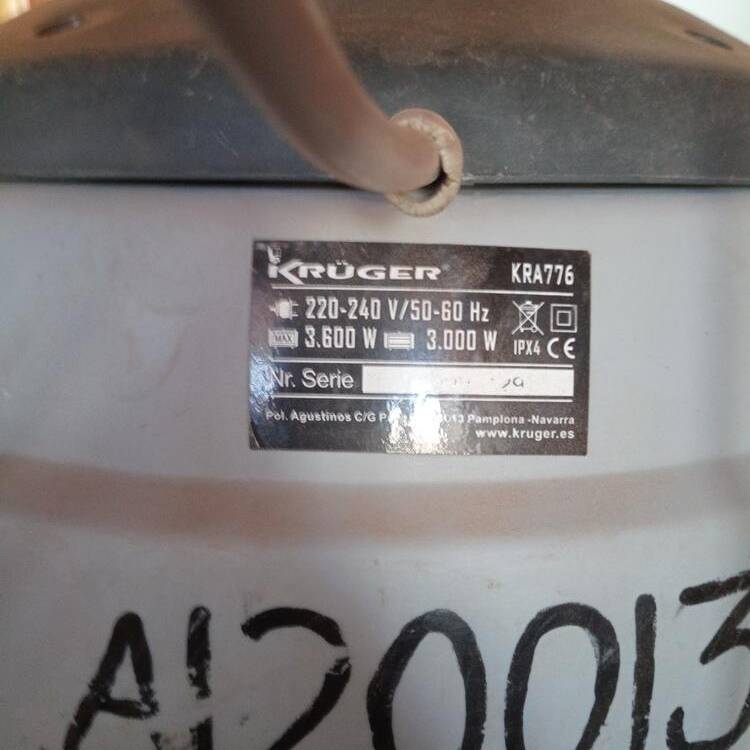 KRÜGER® KRA776
220-240 V/50-60 Hz
MAX 3.600 W 3.000 W IPX4 CE
Nr. Serie
Pol. Agustinos C/G Pamplona -Navarra
www.kruger.es
A120013